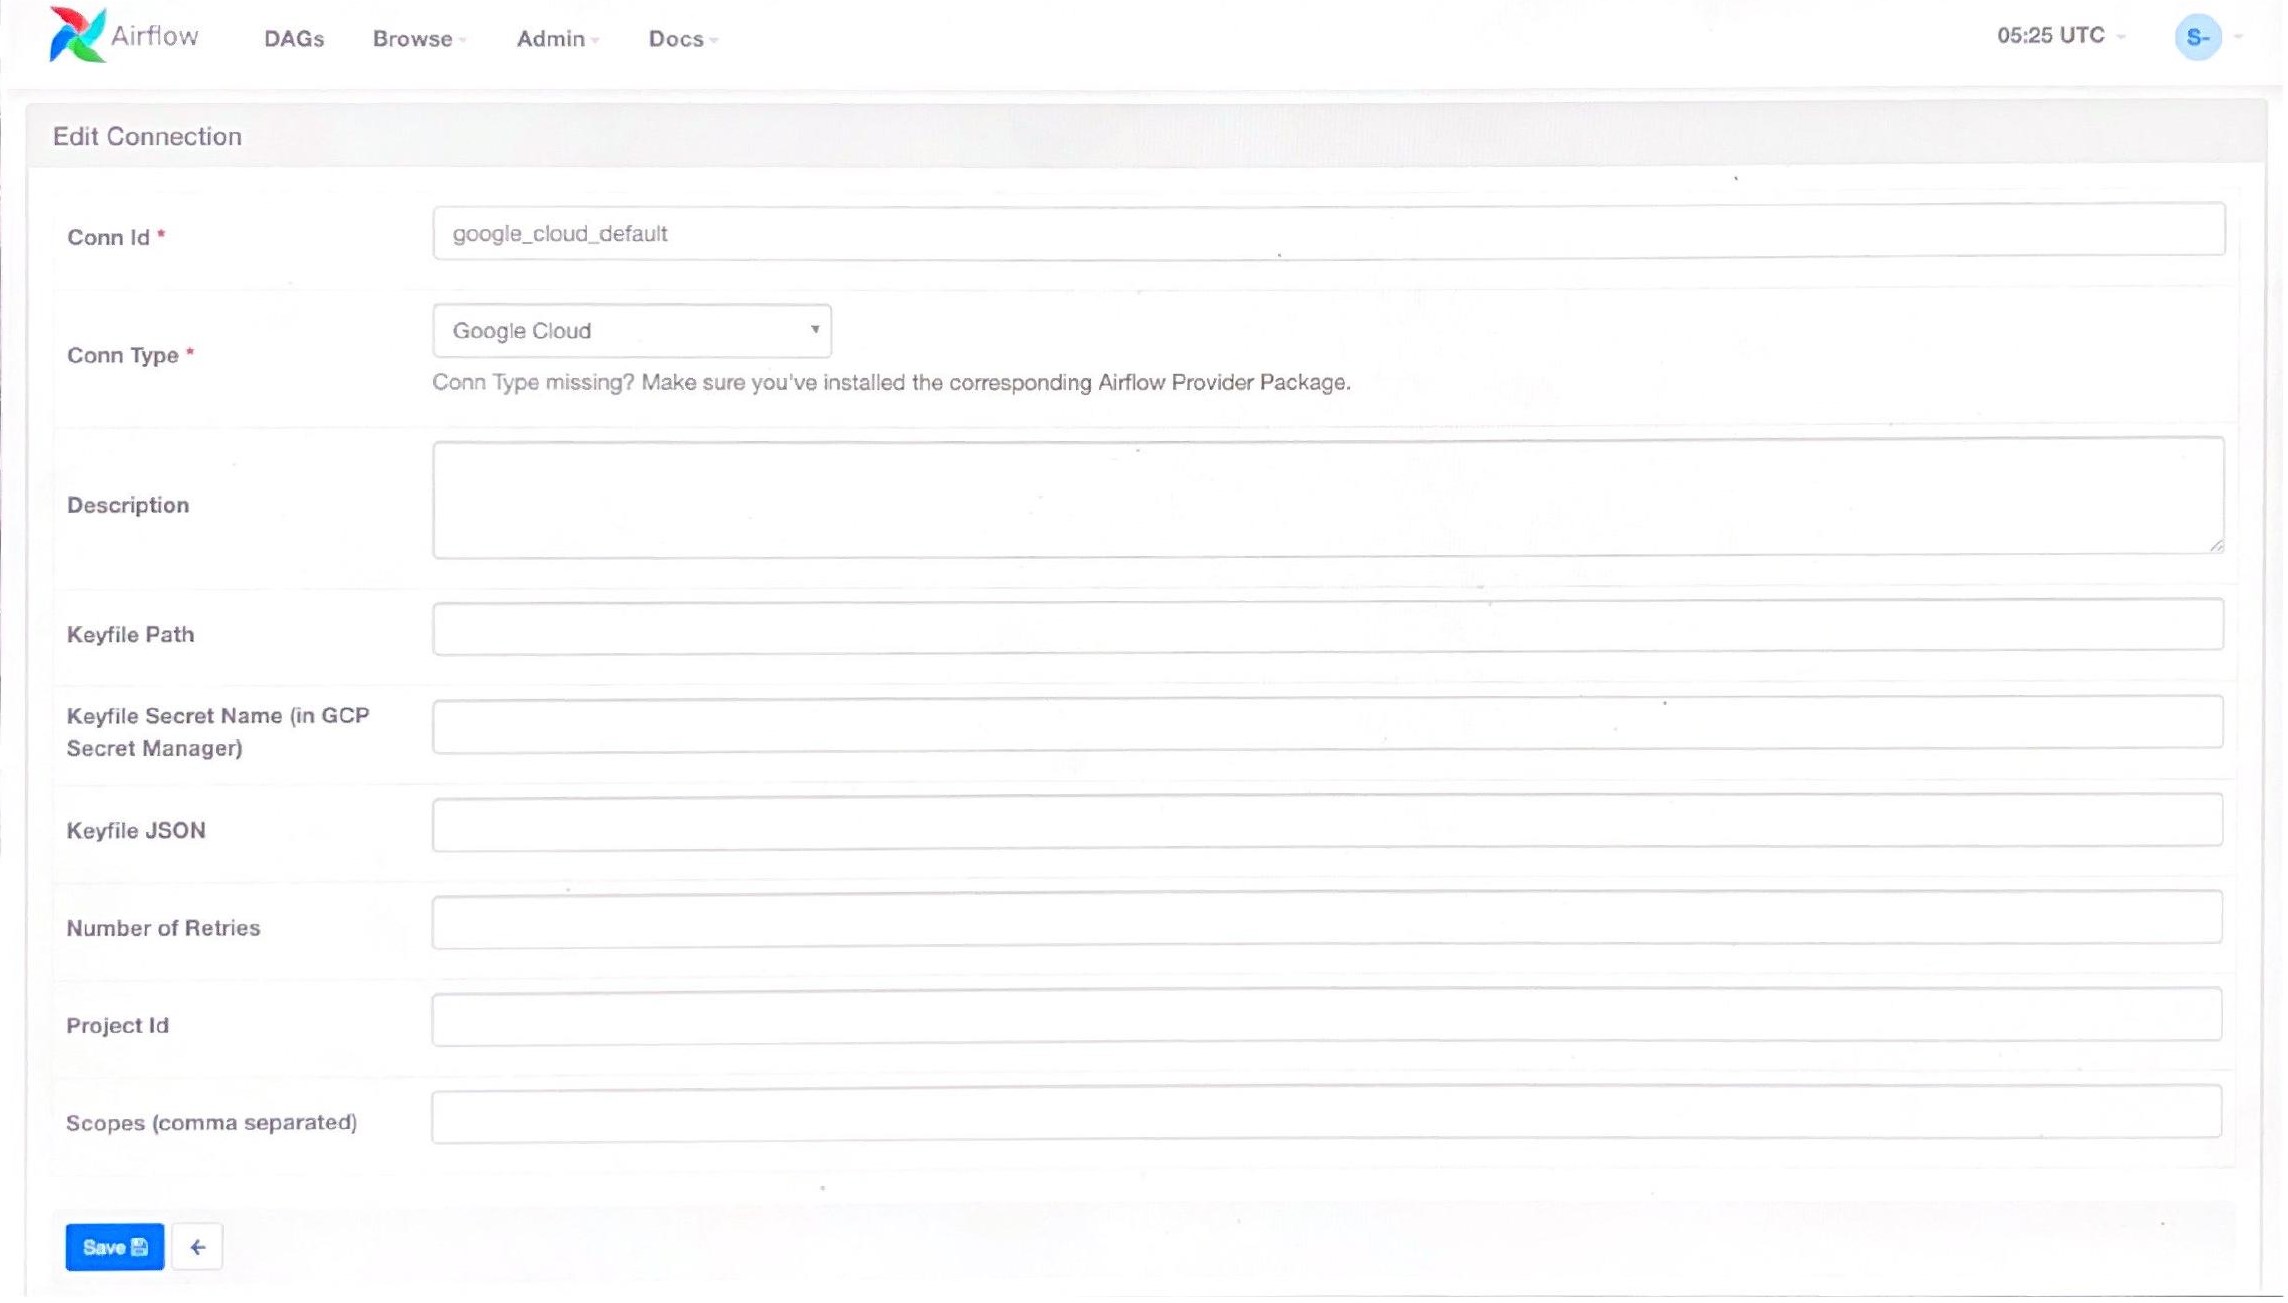 Airflow DAGs Browse Admin Docs 05:25 UTC S-
Edit Connection
Conn Id *
google_cloud_default
Conn Type *
Google Cloud
Conn Type missing? Make sure you've installed the corresponding Airflow Provider Package.
Description
Keyfile Path
Keyfile Secret Name (in GCP
Secret Manager)
Keyfile JSON
Number of Retries
Project Id
Scopes (comma separated)
Save